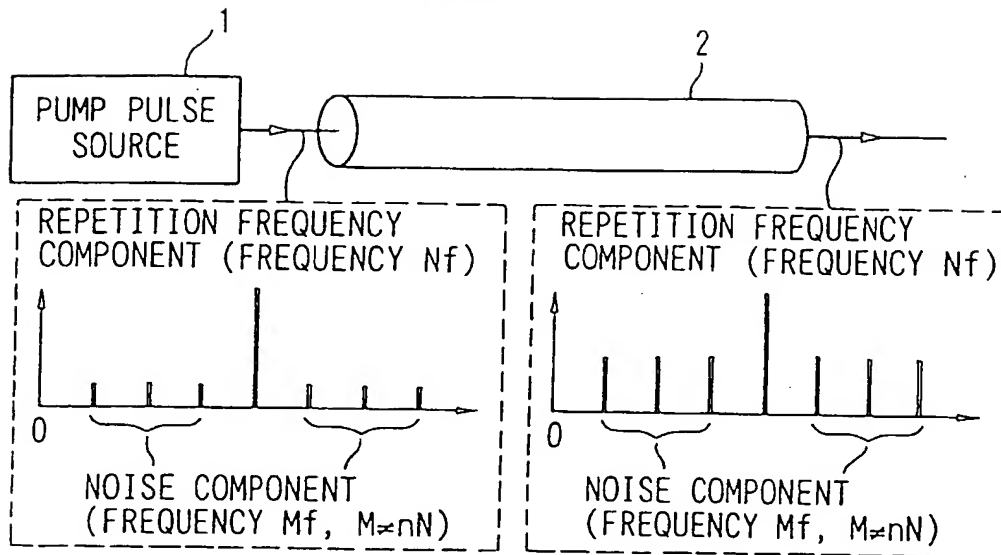 1
2
PUMP PULSE
SOURCE
REPETITION FREQUENCY
COMPONENT (FREQUENCY Nf)
0
NOISE COMPONENT
(FREQUENCY Mf, M≠nN)
REPETITION FREQUENCY
COMPONENT (FREQUENCY Nf)
0
NOISE COMPONENT
(FREQUENCY Mf, M≠nN)